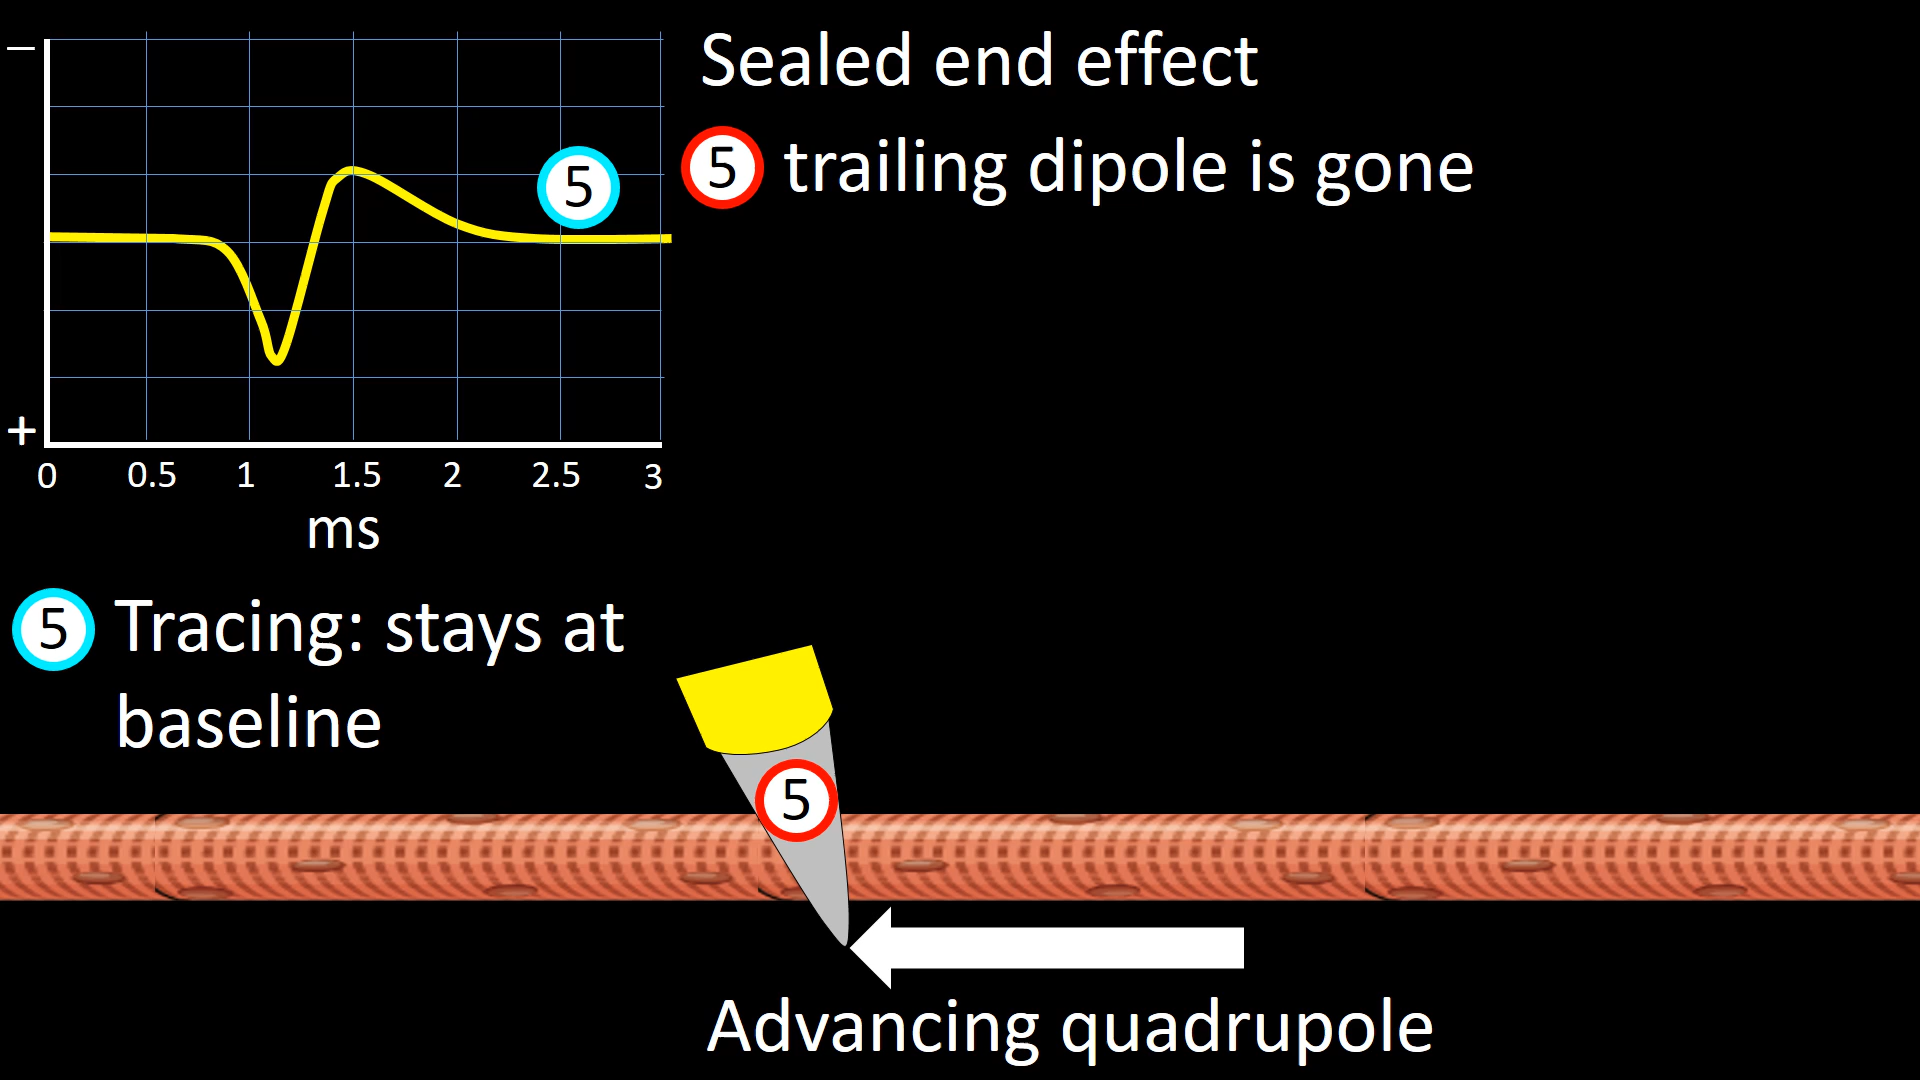 —
Sealed end effect
5 trailing dipole is gone
5
+
0 0.5 1 1.5 2 2.5 3
ms
5 Tracing: stays at
baseline
5
Advancing quadrupole